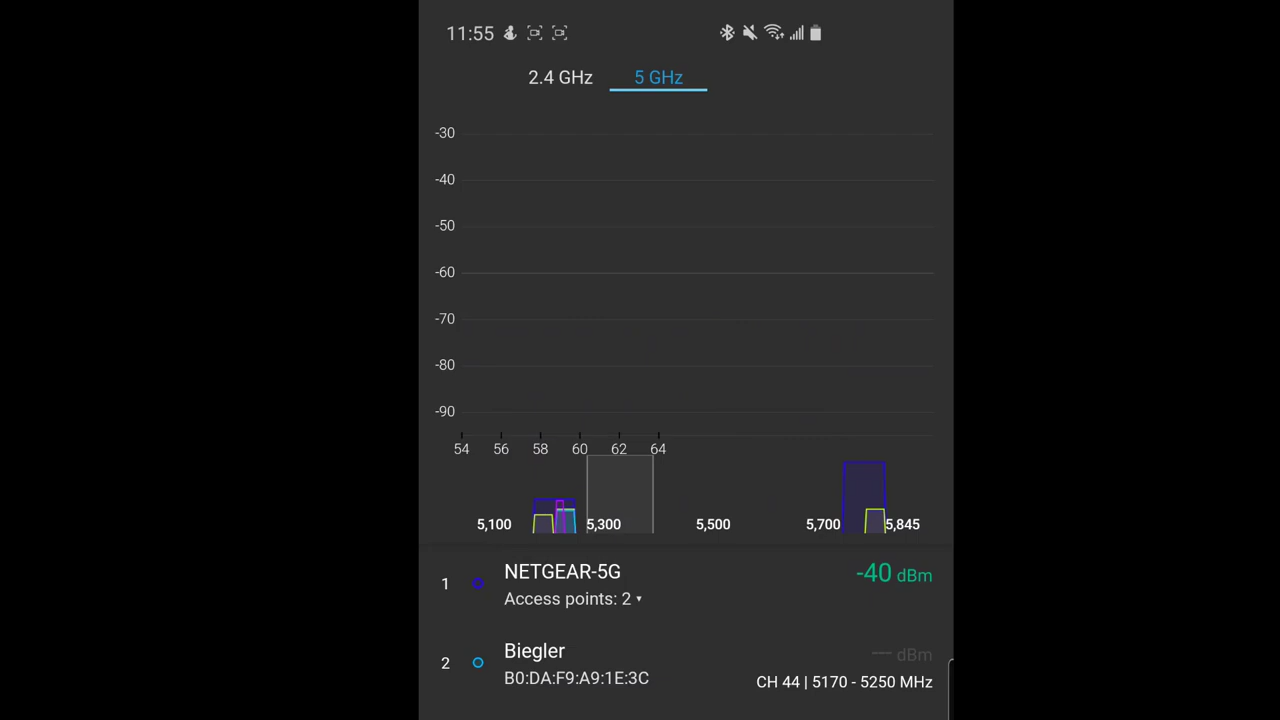 11:55
2.4 GHz 5 GHz
-30
-40
-50
-60
-70
-80
-90
54 56 58 60 62 64
5,100 5,300 5,500 5,700 5,845
1 NETGEAR-5G -40 dBm
Access points: 2
2 Biegler — dBm
B0:DA:F9:A9:1E:3C CH 44 | 5170 - 5250 MHz